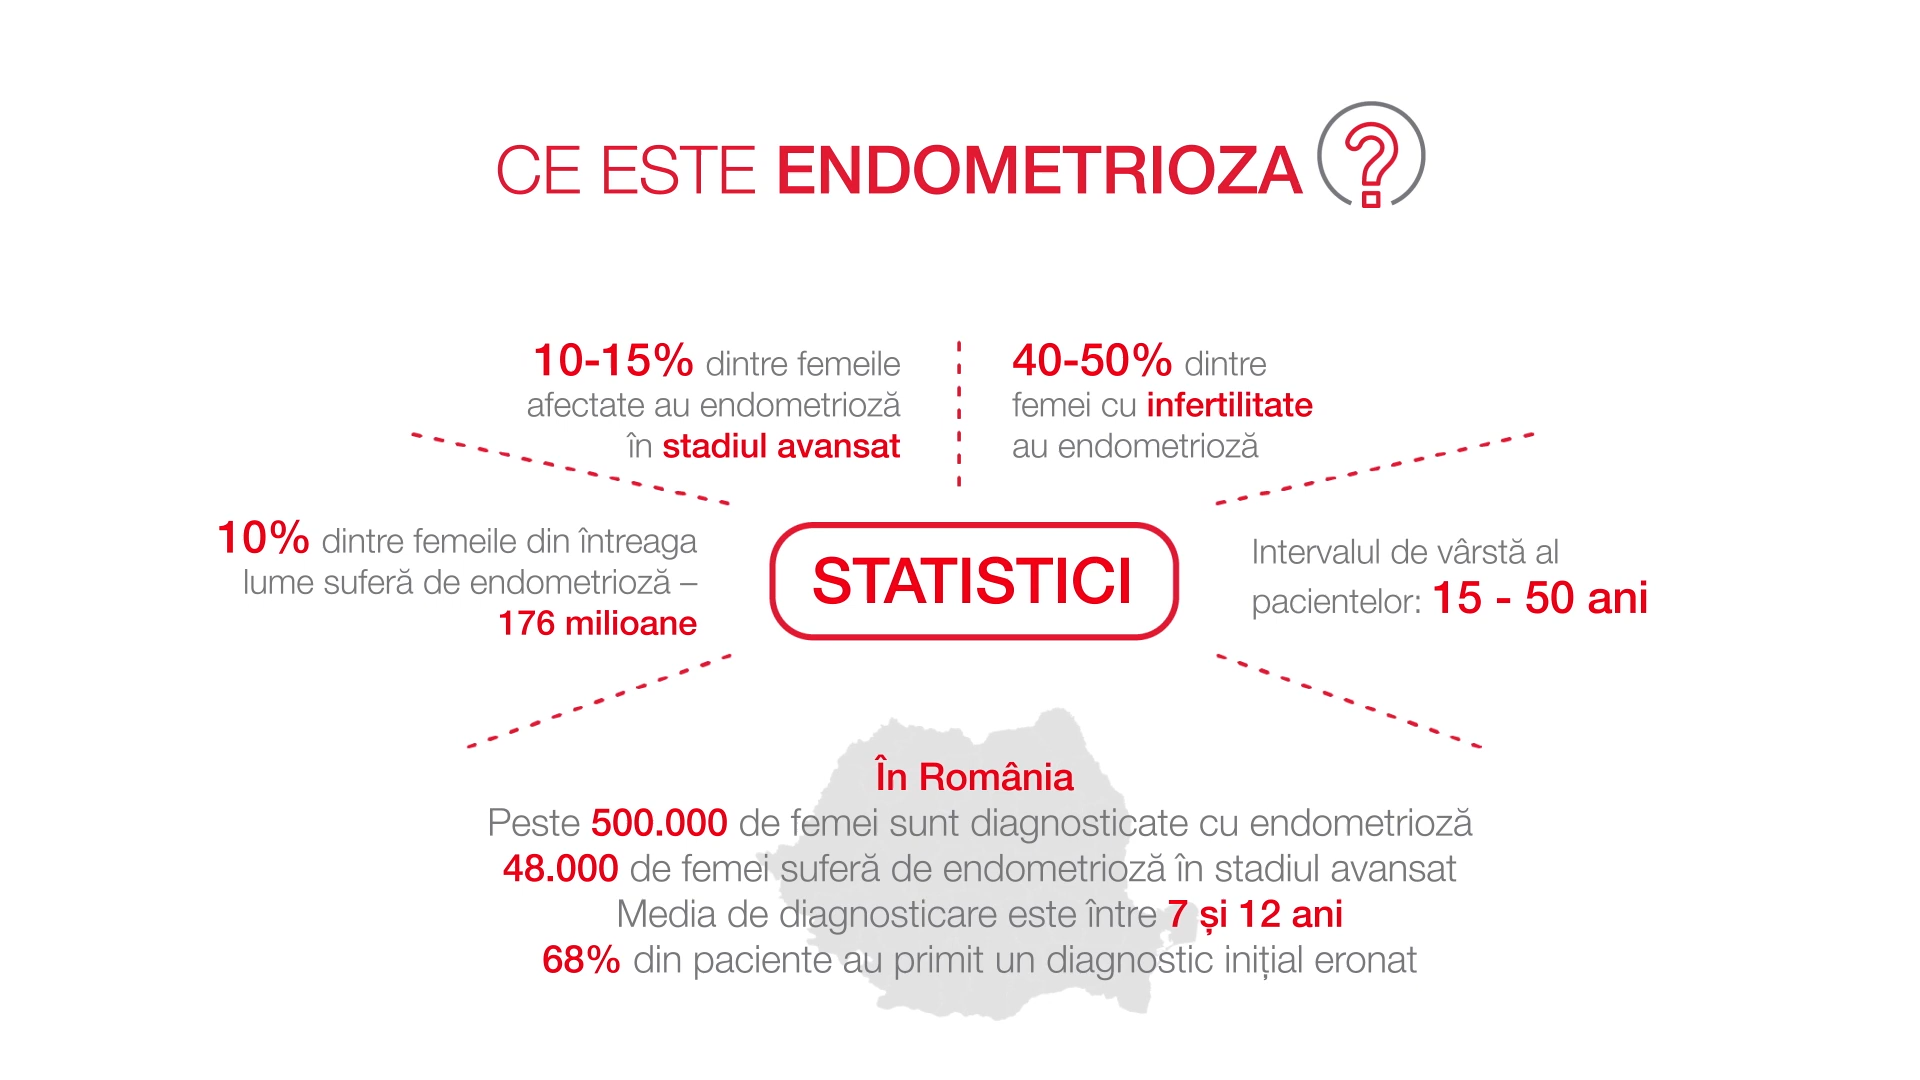 CE ESTE ENDOMETRIOZA ?
10-15% dintre femeile
afectate au endometrioză
în stadiul avansat
40-50% dintre
femei cu infertilitate
au endometrioză
10% dintre femeile din întreaga
lume suferă de endometrioză –
176 milioane
STATISTICI
Intervalul de vârstă al
pacientelor: 15 - 50 ani
În România
Peste 500.000 de femei sunt diagnosticate cu endometrioză
48.000 de femei suferă de endometrioză în stadiul avansat
Media de diagnosticare este între 7 și 12 ani
68% din paciente au primit un diagnostic inițial eronat